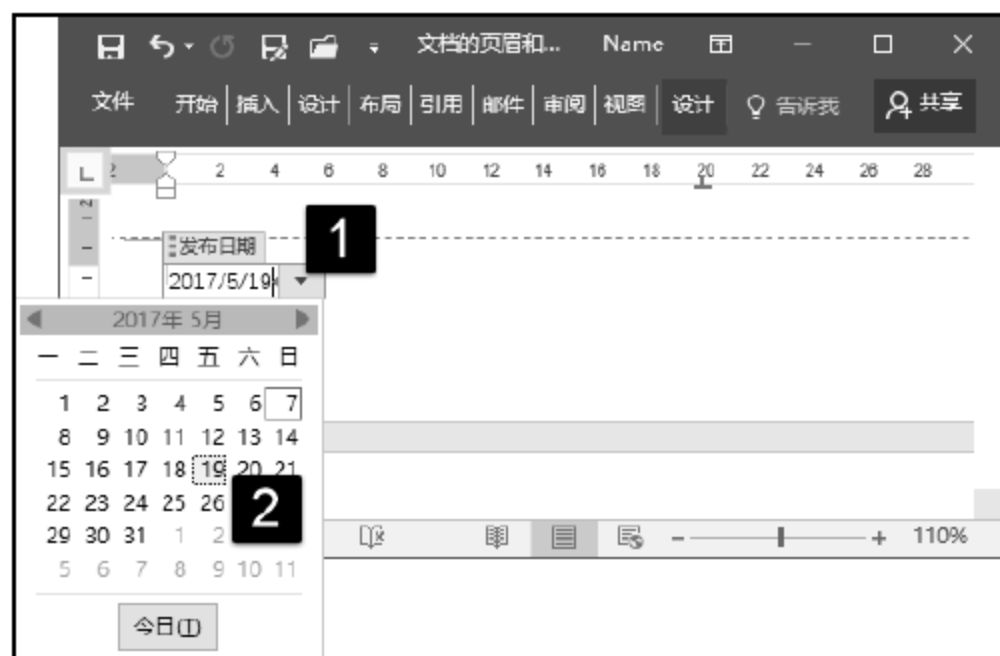 文档的页眉和... Name
文件 开始 插入 设计 布局 引用 邮件 审阅 视图 设计 告诉我 共享
2 2 4 6 8 10 12 14 16 18 20 22 24 26 28
2
发布日期
1
2017/5/19
2017年 5月
一 二 三 四 五 六 日
1 2 3 4 5 6 7
8 9 10 11 12 13 14
15 16 17 18 19 20 21
22 23 24 25 26
2
29 30 31 1 2
110%
5 6 7 8 9 10 11
今日(T)